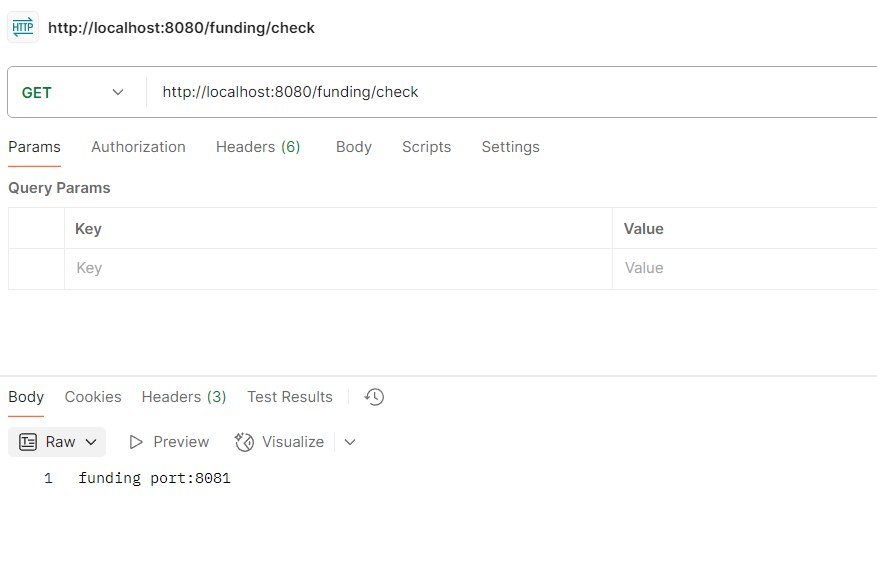 HTTP http://localhost:8080/funding/check
GET http://localhost:8080/funding/check
Params Authorization Headers (6) Body Scripts Settings
Query Params
Key Value
Key Value
Body Cookies Headers (3) Test Results
Raw Preview Visualize
1 funding port:8081